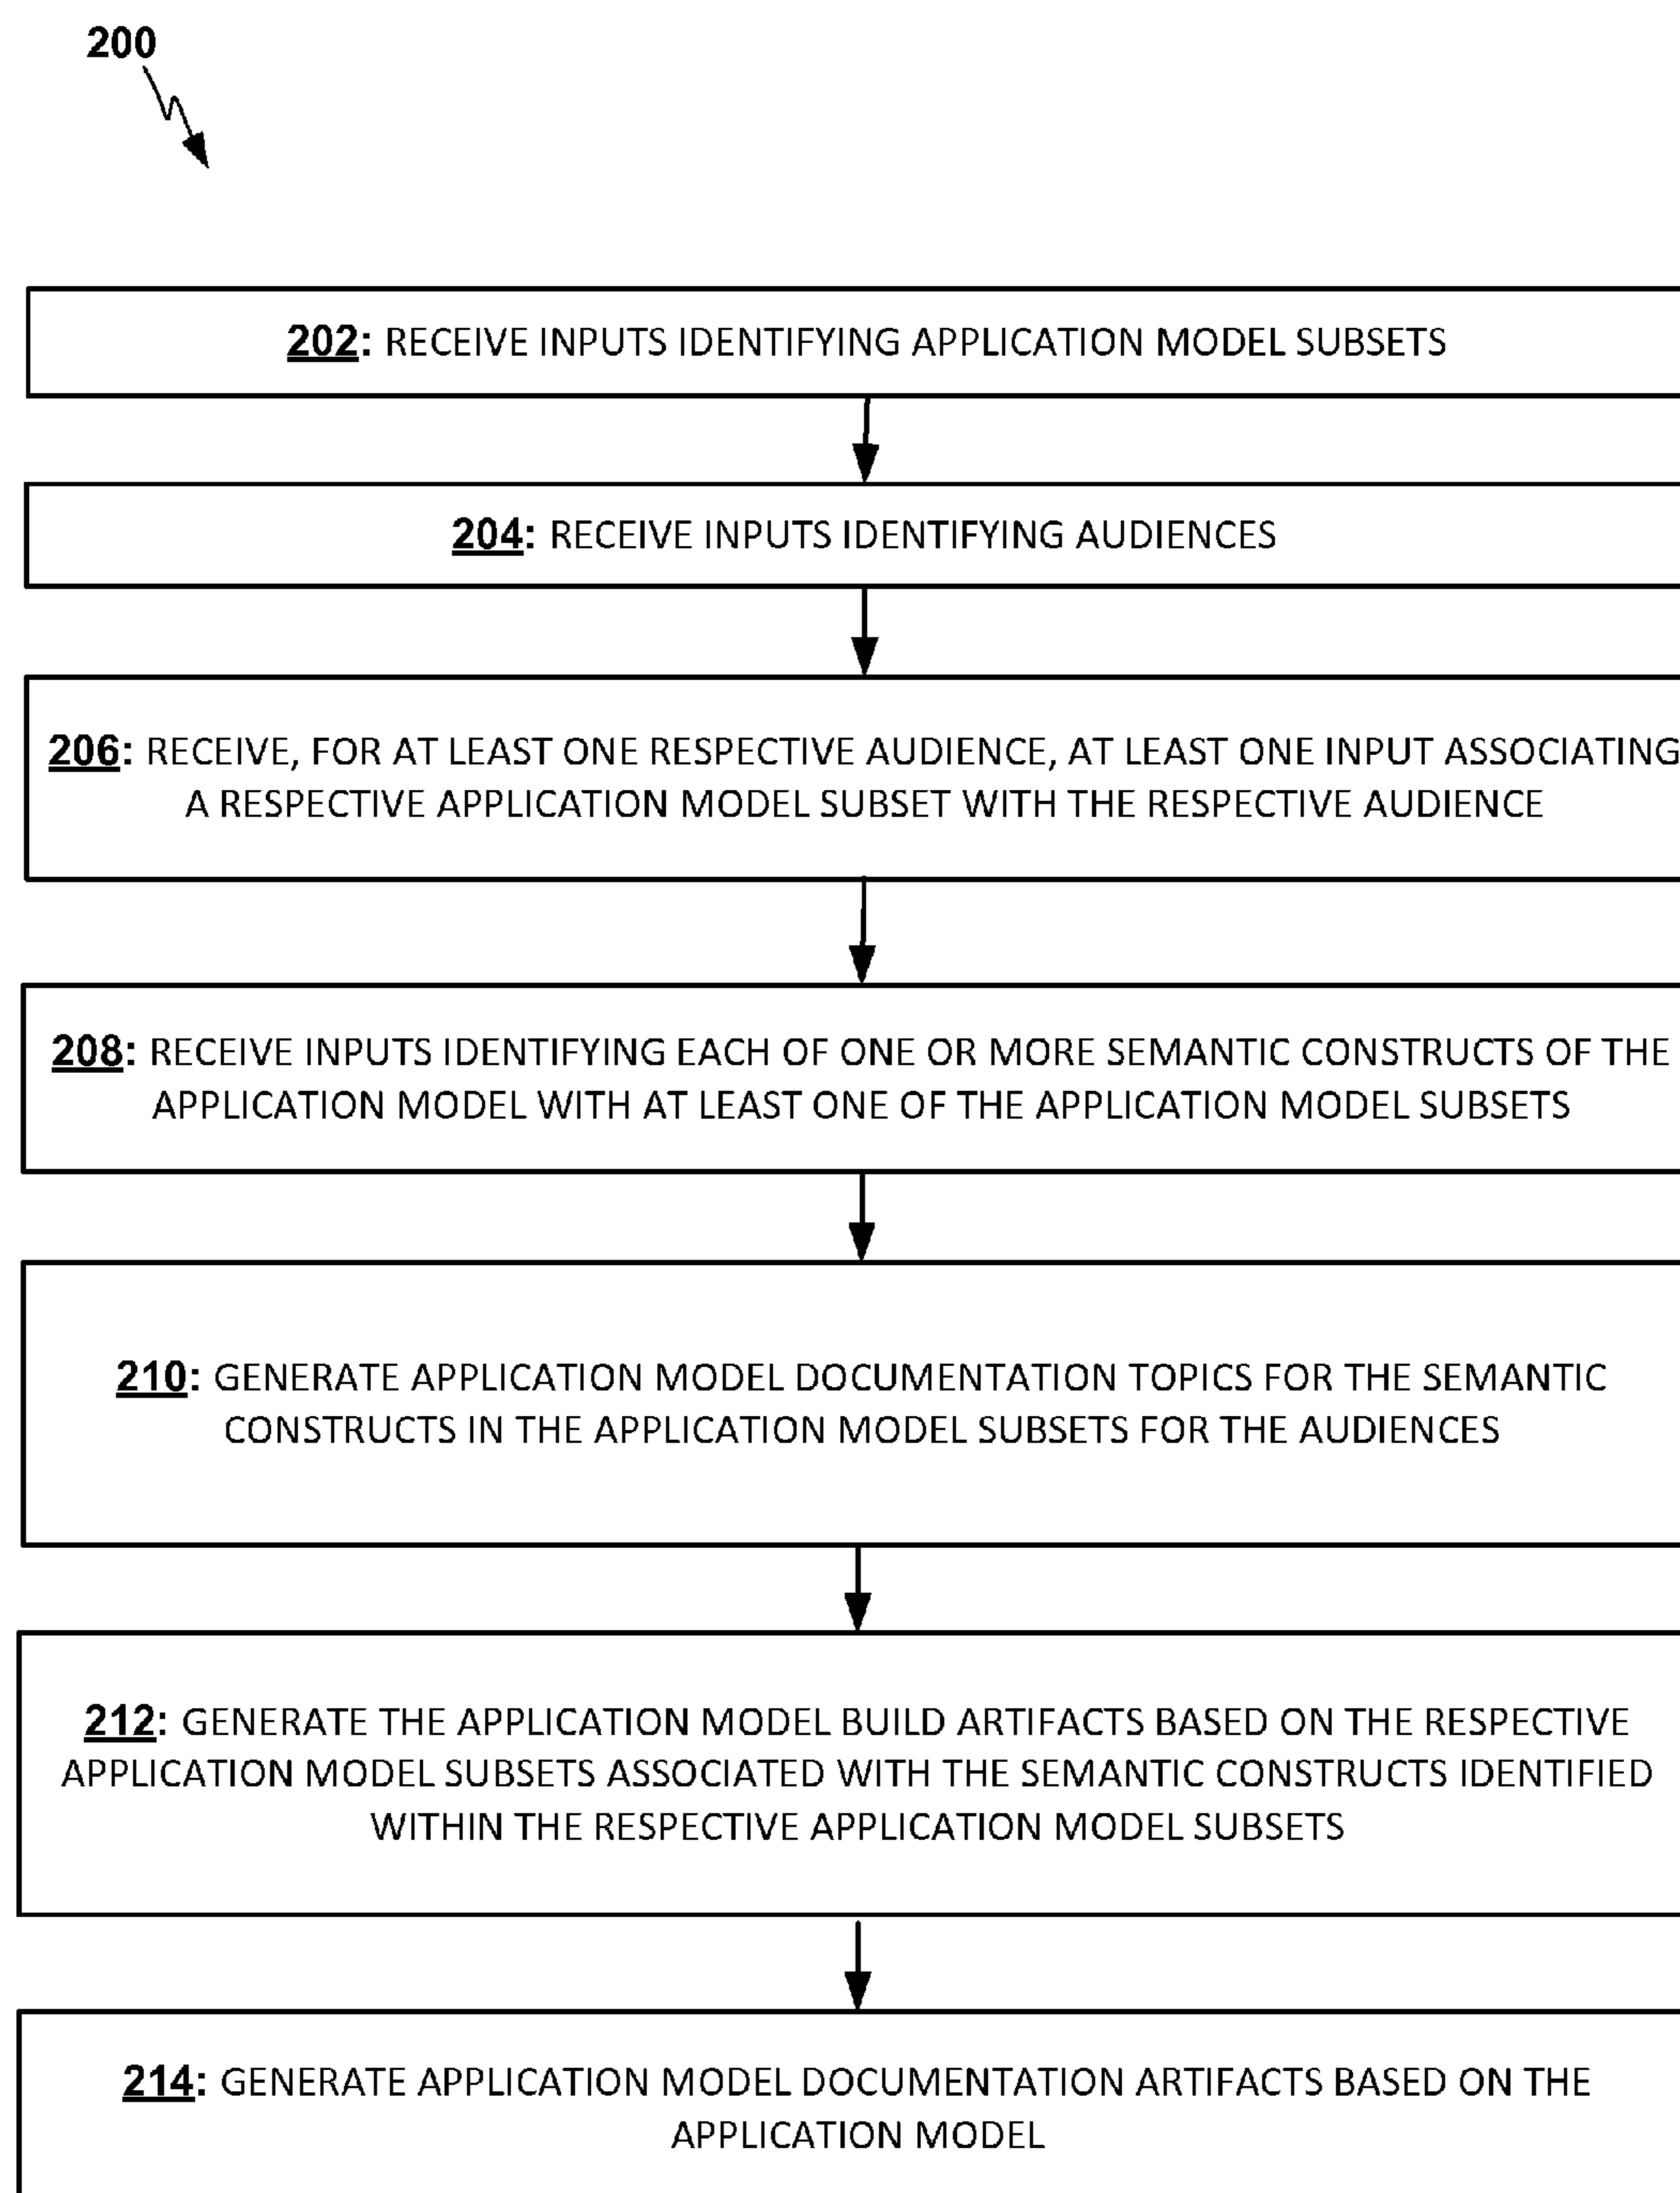 200
202: RECEIVE INPUTS IDENTIFYING APPLICATION MODEL SUBSETS
204: RECEIVE INPUTS IDENTIFYING AUDIENCES
206: RECEIVE, FOR AT LEAST ONE RESPECTIVE AUDIENCE, AT LEAST ONE INPUT ASSOCIATING
A RESPECTIVE APPLICATION MODEL SUBSET WITH THE RESPECTIVE AUDIENCE
208: RECEIVE INPUTS IDENTIFYING EACH OF ONE OR MORE SEMANTIC CONSTRUCTS OF THE
APPLICATION MODEL WITH AT LEAST ONE OF THE APPLICATION MODEL SUBSETS
210: GENERATE APPLICATION MODEL DOCUMENTATION TOPICS FOR THE SEMANTIC
CONSTRUCTS IN THE APPLICATION MODEL SUBSETS FOR THE AUDIENCES
212: GENERATE THE APPLICATION MODEL BUILD ARTIFACTS BASED ON THE RESPECTIVE
APPLICATION MODEL SUBSETS ASSOCIATED WITH THE SEMANTIC CONSTRUCTS IDENTIFIED
WITHIN THE RESPECTIVE APPLICATION MODEL SUBSETS
214: GENERATE APPLICATION MODEL DOCUMENTATION ARTIFACTS BASED ON THE
APPLICATION MODEL